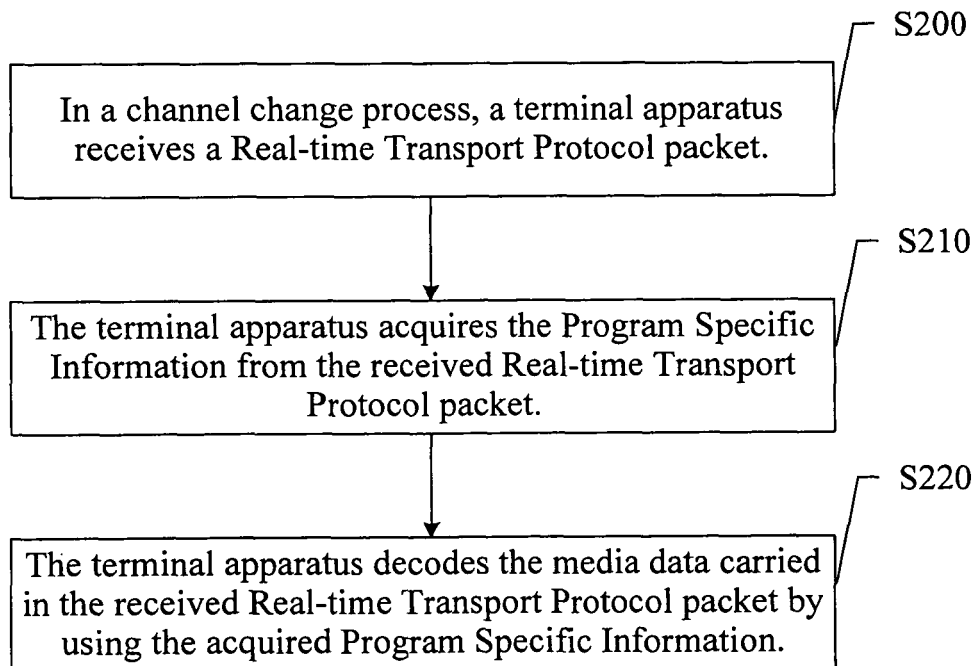 S200
In a channel change process, a terminal apparatus
receives a Real-time Transport Protocol packet.
S210
The terminal apparatus acquires the Program Specific
Information from the received Real-time Transport
Protocol packet.
S220
The terminal apparatus decodes the media data carried
in the received Real-time Transport Protocol packet by
using the acquired Program Specific Information.